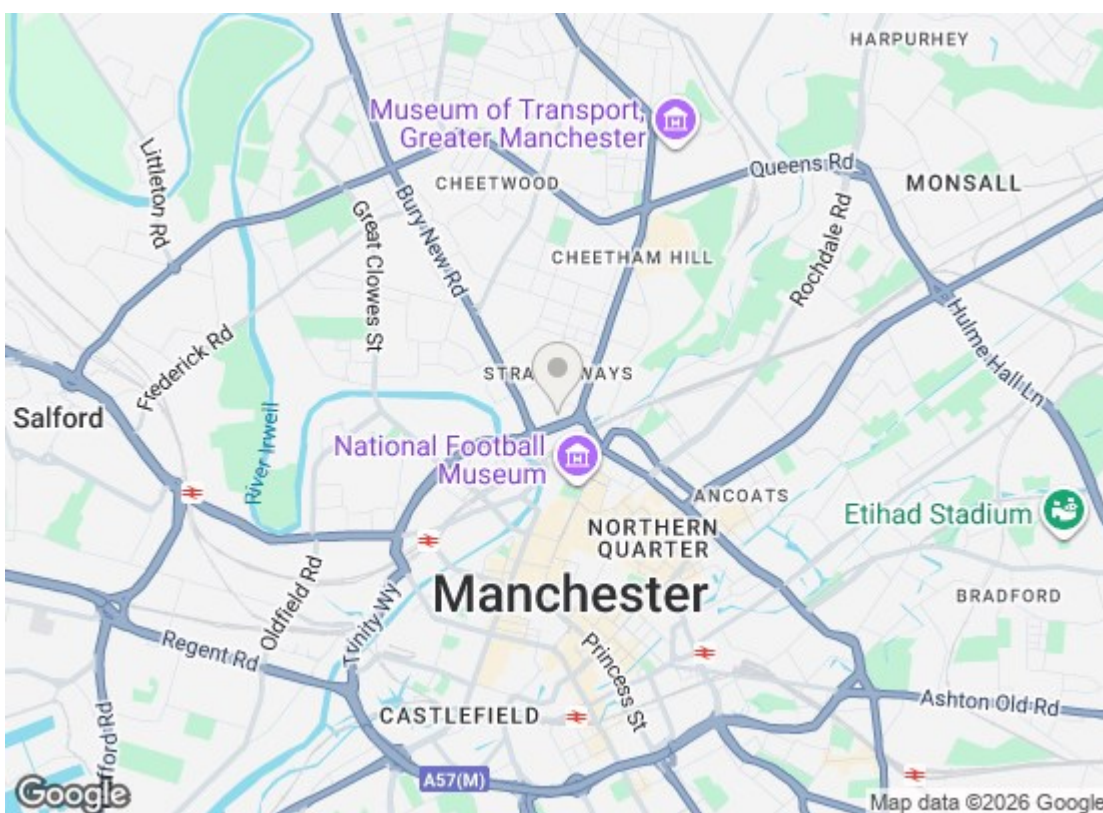 HARPURHEY
Museum of Transport,
Greater Manchester
Queens Rd
CHEETWOOD
MONSALL
Littleton Rd
Great Clowes St
Bury New Rd
Rochdale Rd
CHEETHAM HILL
Hulme Hall Ln
Frederick Rd
Salford
River Irwell
National Football
Museum
ANCOATS
Etihad Stadium
NORTHERN
QUARTER
Manchester
Oldfield Rd
Trinity Wy
BRADFORD
Regent Rd
Princess St
Ashton Old Rd
CASTLEFIELD
A57(M)
Google
Map data ©2026 Google